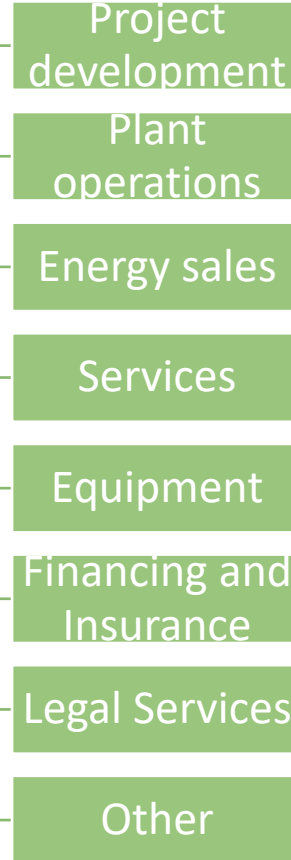 Project
development
Plant
operations
Energy sales
Services
Equipment
Financing and
Insurance
Legal Services
Other